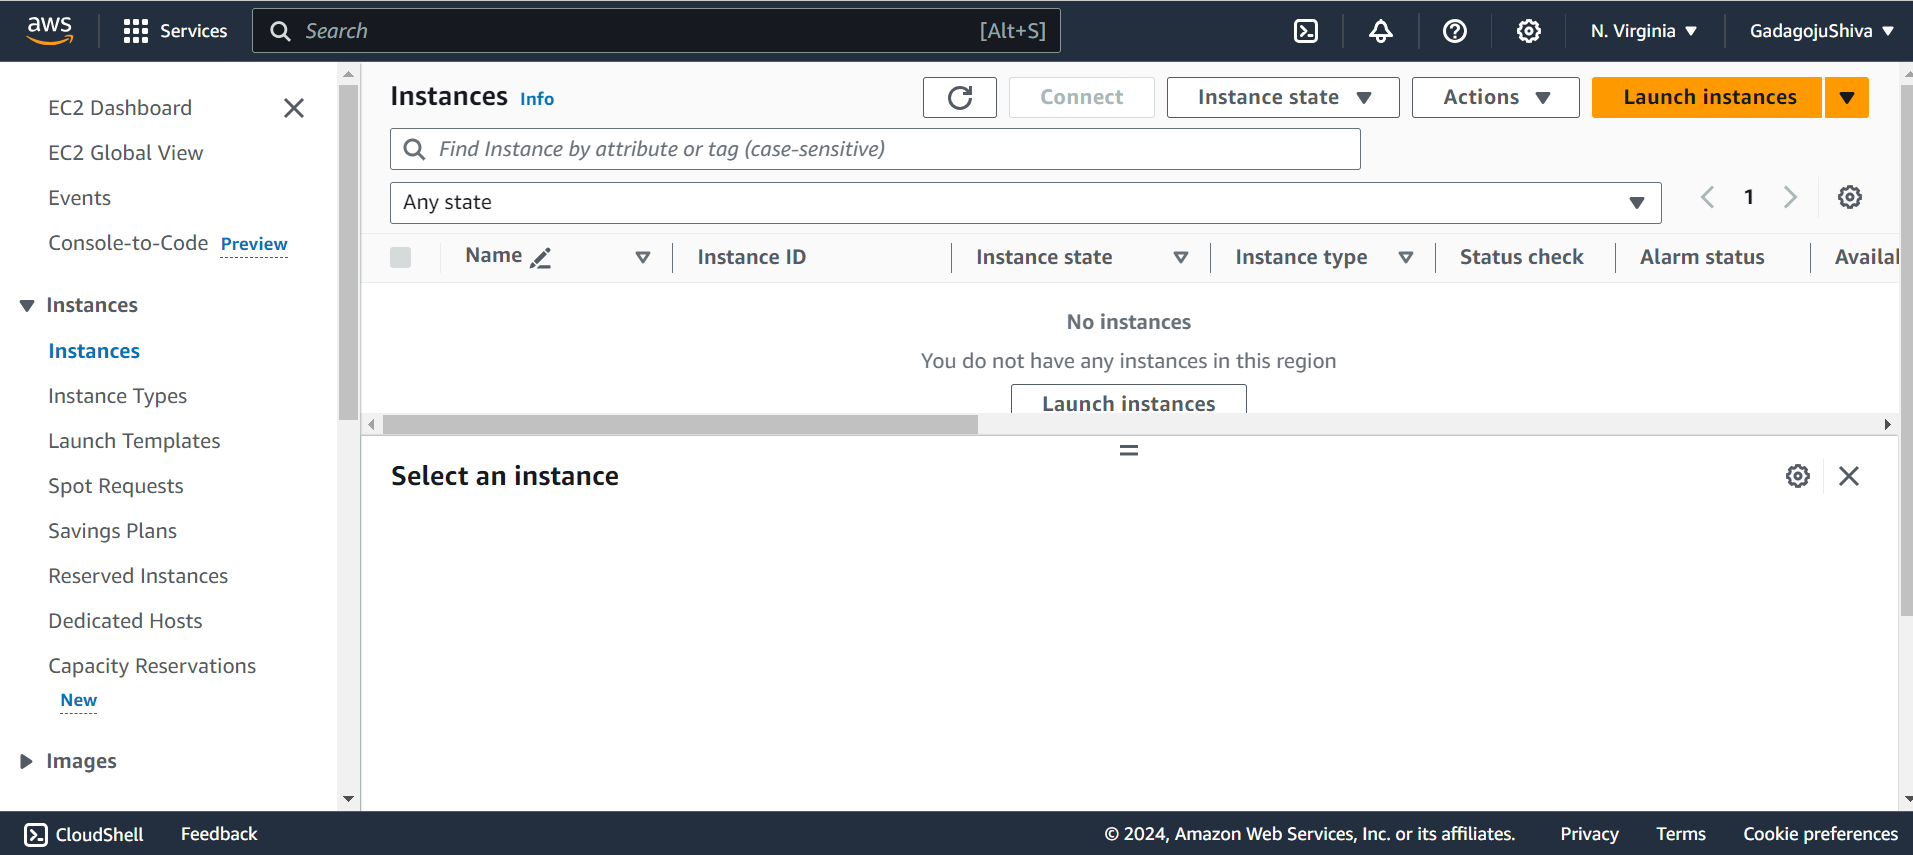 aws Services Search [Alt+S] N. Virginia GadagojuShiva
EC2 Dashboard
EC2 Global View
Events
Console-to-Code Preview
Instances
Instances
Instance Types
Launch Templates
Spot Requests
Savings Plans
Reserved Instances
Dedicated Hosts
Capacity Reservations
New
Images
Instances Info Connect Instance state Actions Launch instances
Find Instance by attribute or tag (case-sensitive)
Any state 1
Name Instance ID Instance state Instance type Status check Alarm status Availal
No instances
You do not have any instances in this region
Launch instances
Select an instance
CloudShell Feedback © 2024, Amazon Web Services, Inc. or its affiliates. Privacy Terms Cookie preferences